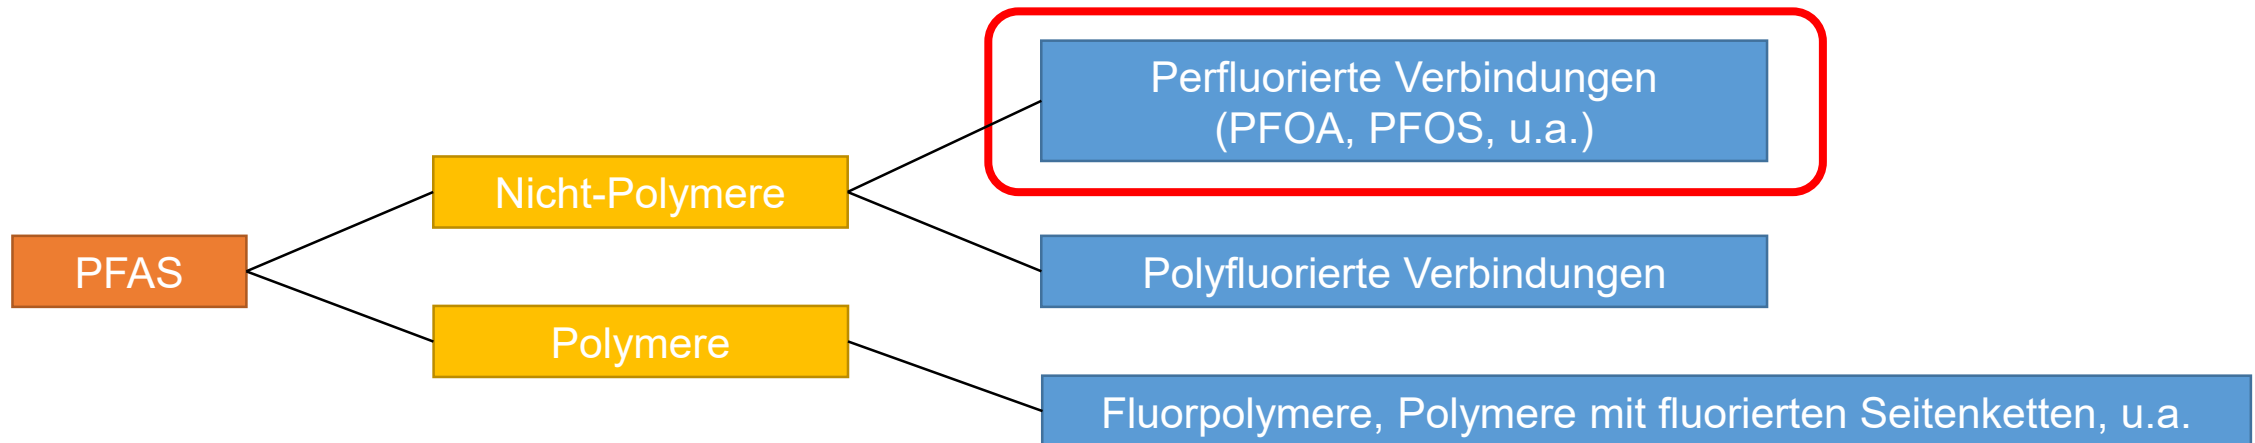 PFAS
Nicht-Polymere
Polymere
Perfluorierte Verbindungen
(PFOA, PFOS, u.a.)
Polyfluorierte Verbindungen
Fluorpolymere, Polymere mit fluorierten Seitenketten, u.a.